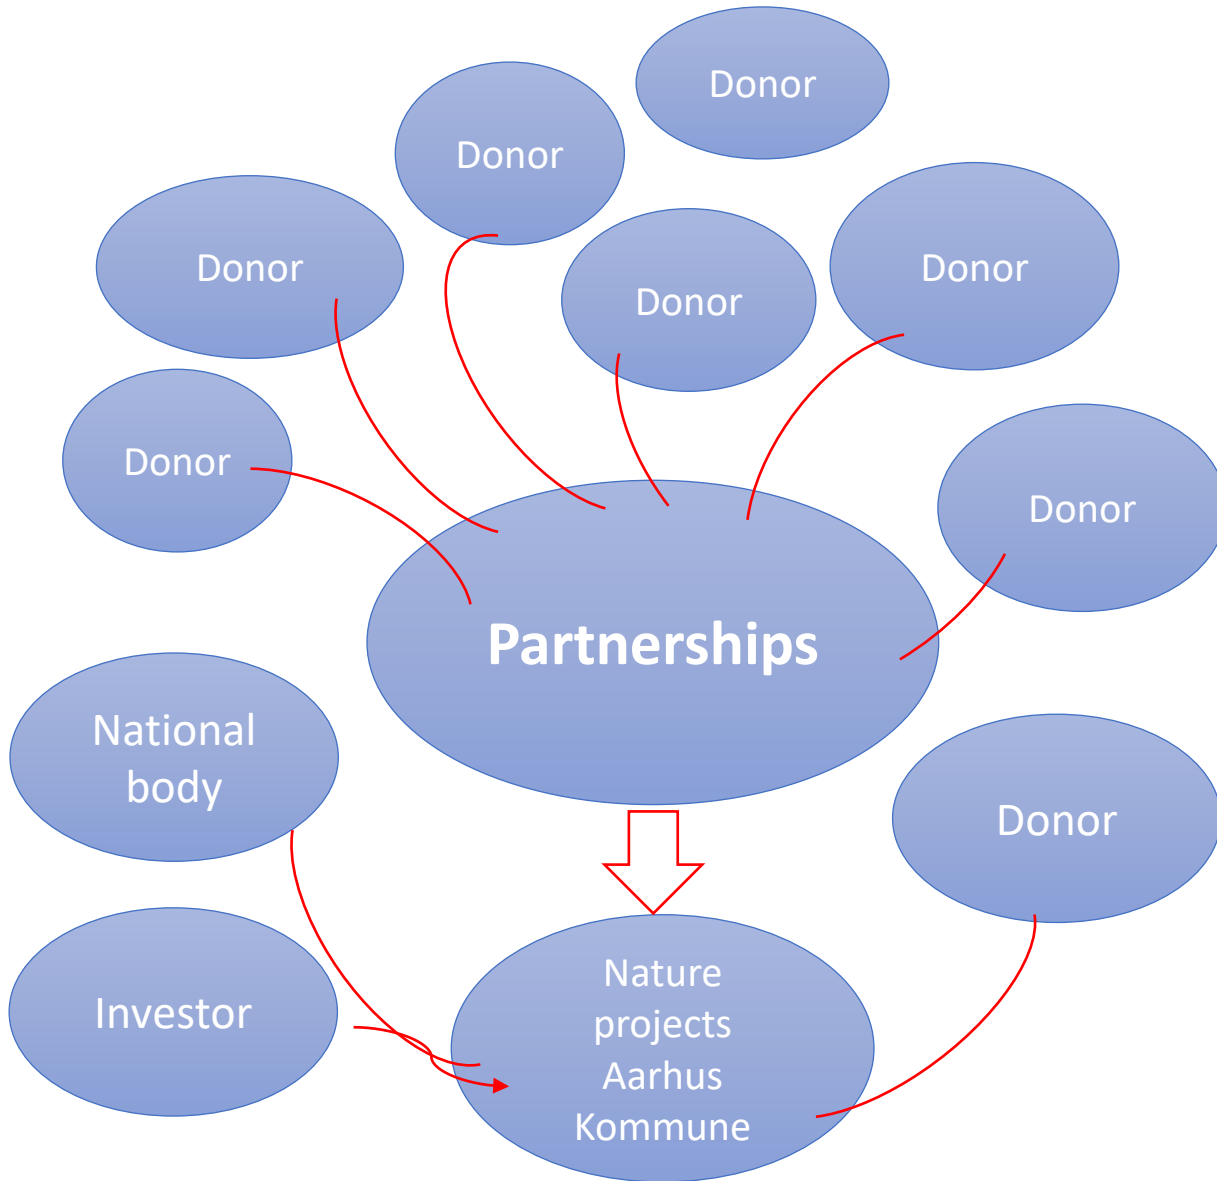 Donor
Donor
Donor
Donor
Donor
Donor
Donor
Partnerships
National
body
Donor
Investor
Nature
projects
Aarhus
Kommune